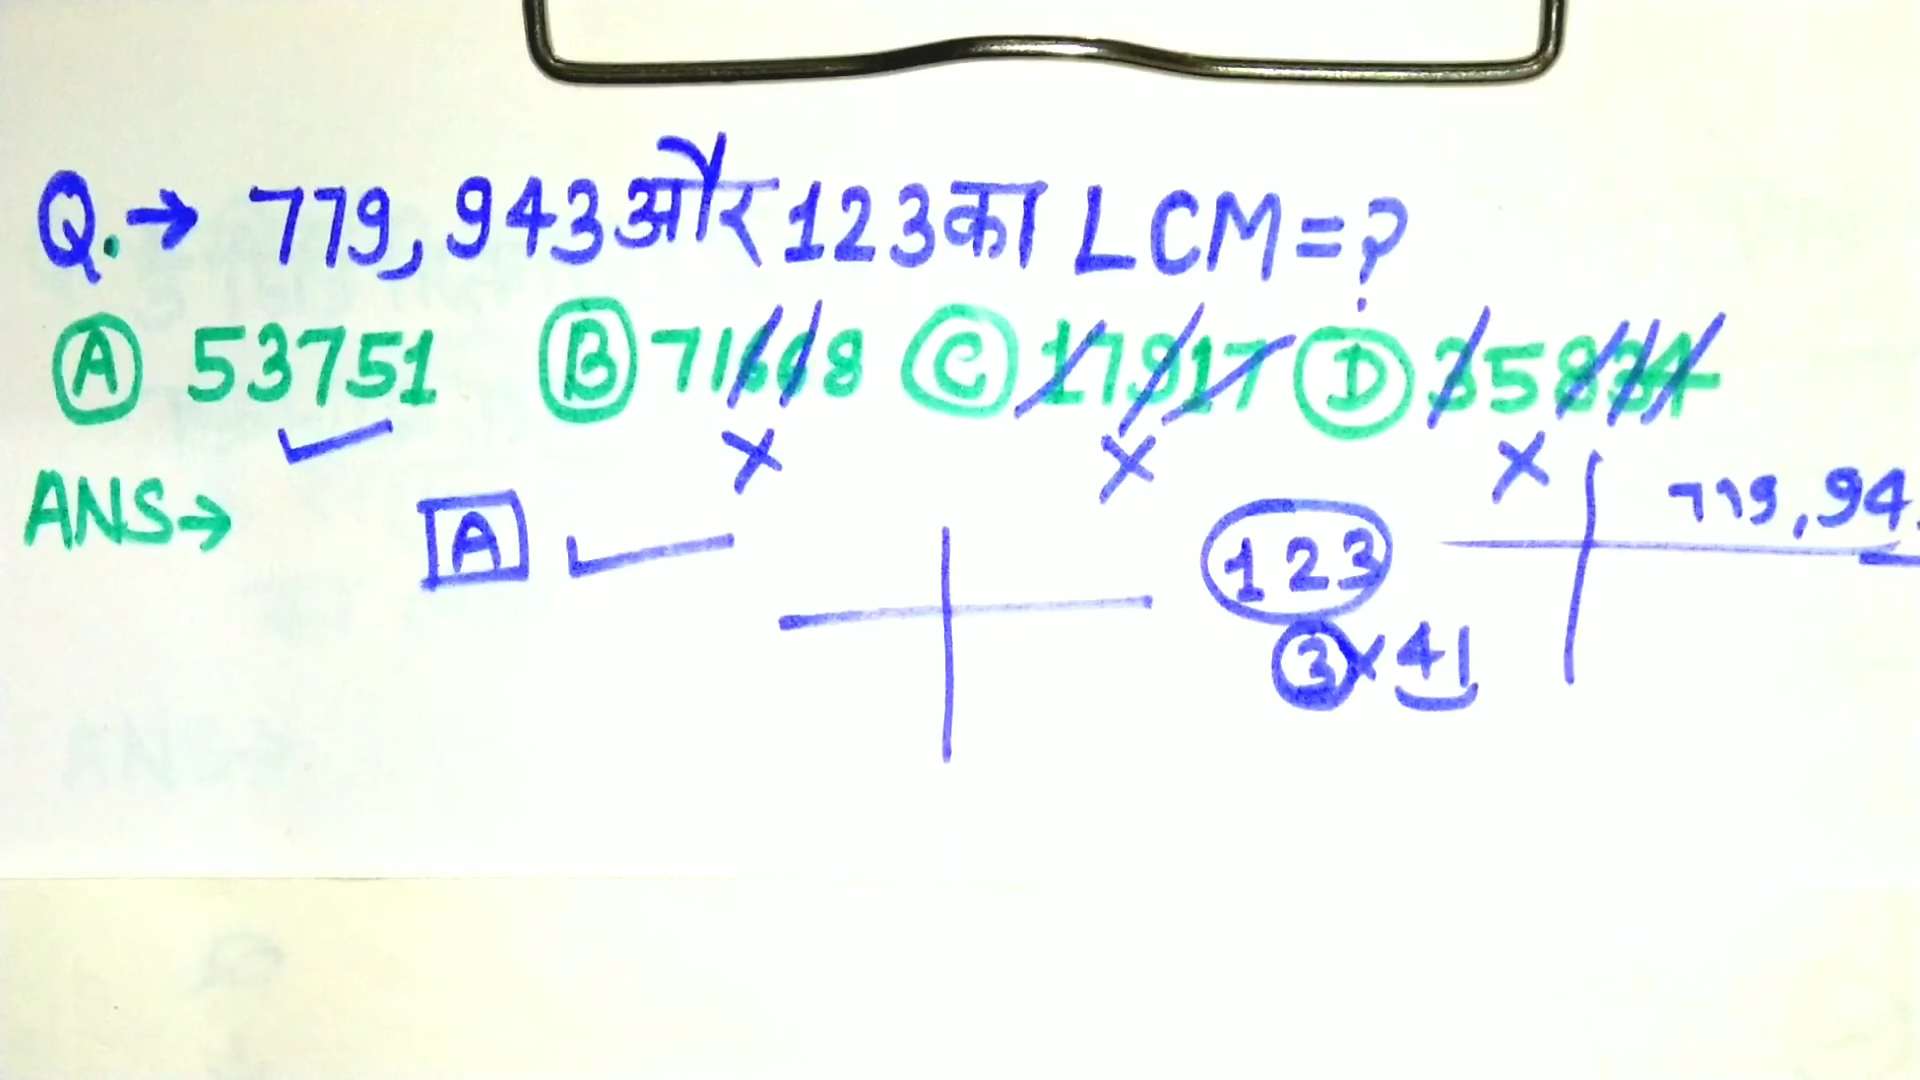 Q.→ 779, 943 और 123 का LCM = ?
A 53751 B 71668 C 17917 D 35834
✓ X X X
ANS→ A ✓ 123 779, 94
3 × 41